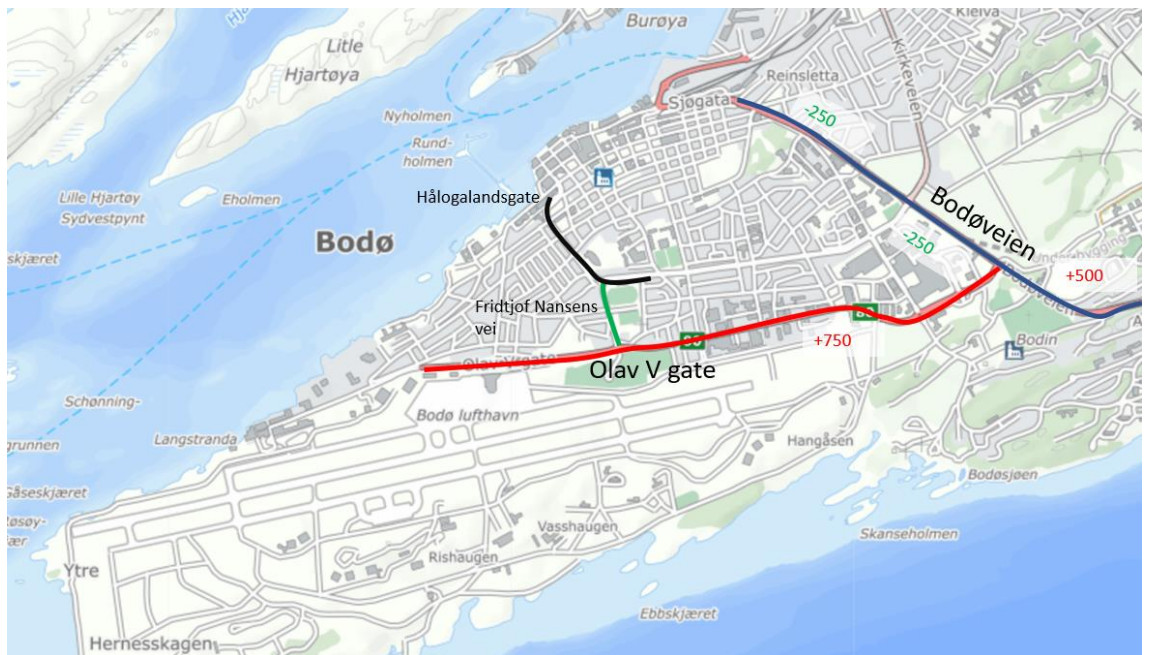 Burøya
Kleiva
Litle
Hjartøya
Reinsletta
Kirkeveien
Sjøgata
-250
Nyholmen
Rund-
holmen
Lille Hjartøy
Sydvestpynt
Eholmen
Hålogalandsgate
Bodø
Bodøveien
-250
skjæret
+500
Fridtjof Nansens
vei
+750
Bodin
Olav V gate
Olav V gate
Schønning-
Bodø lufthavn
grunnen
Langstranda
Hangåsen
Bodøsjøen
Gåseskjæret
Vasshaugen
Skanseholmen
Rishaugen
Ytre
Ebbskjæret
Hernesskagen